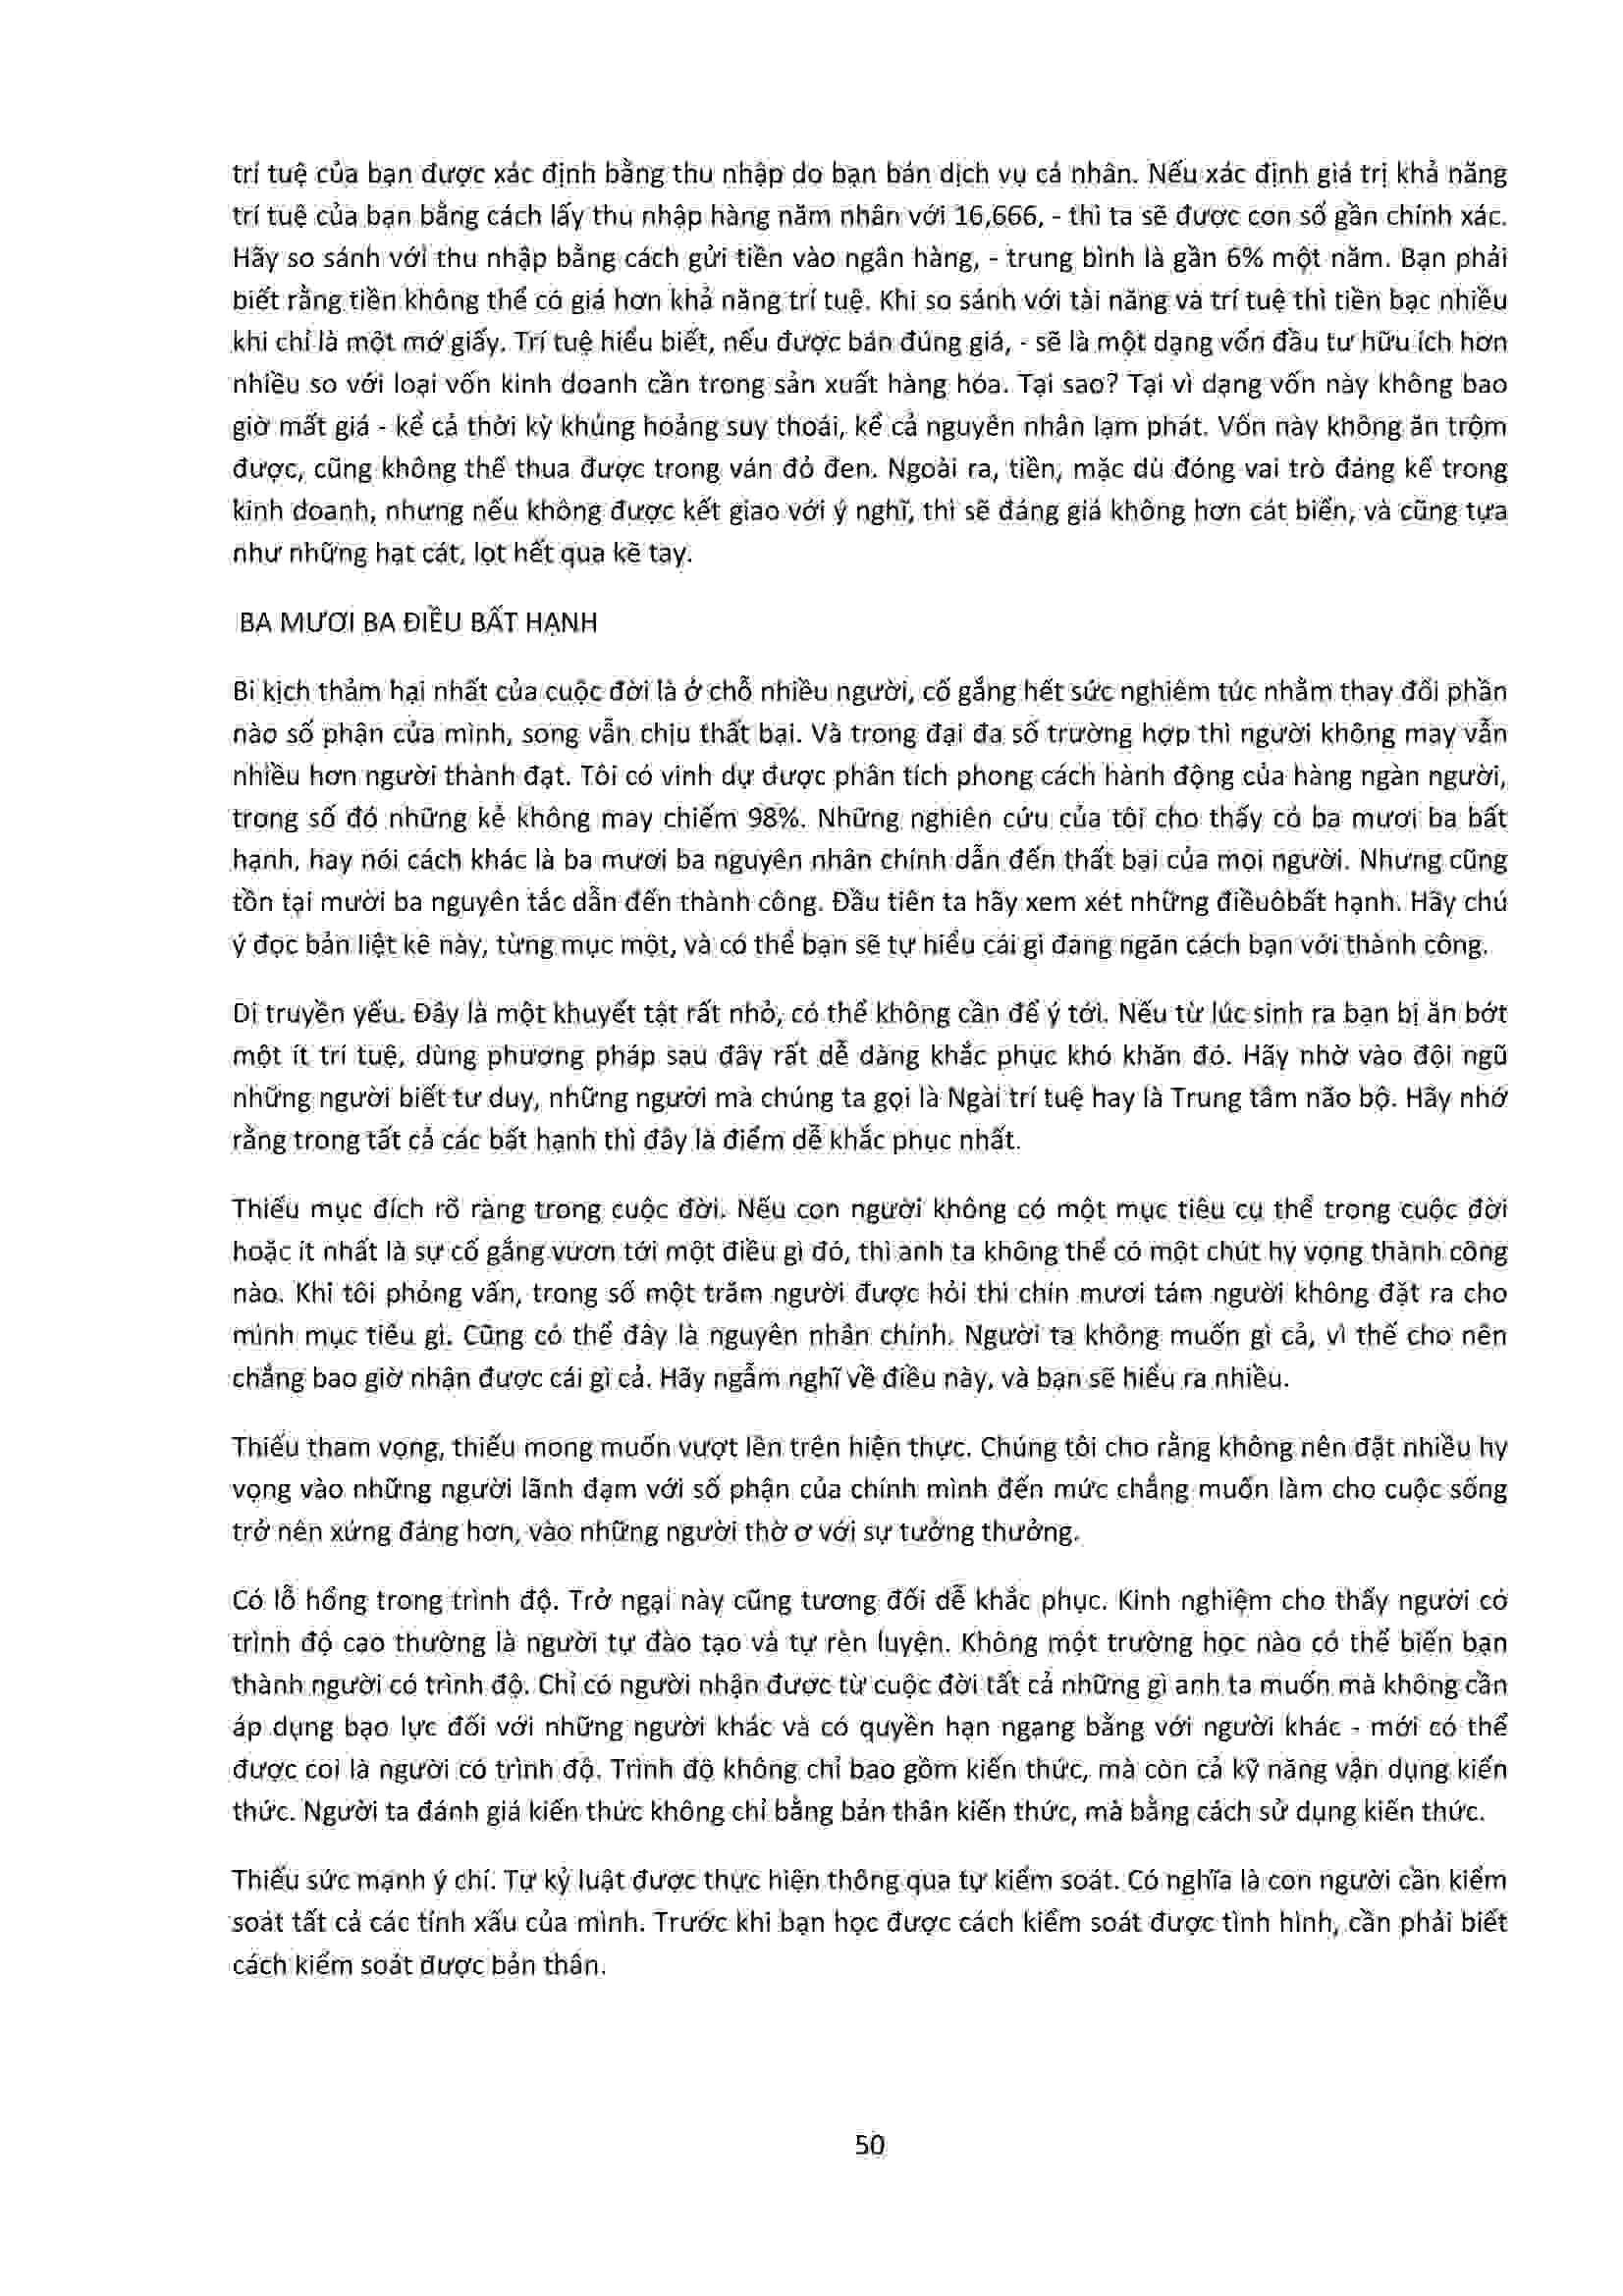 trí tuệ của bạn được xác định bằng thu nhập do bạn bán dịch vụ cá nhân. Nếu xác định giá trị khả năng
trí tuệ của bạn bằng cách lấy thu nhập hàng năm nhân với 16,666, - thì ta sẽ được con số gần chính xác.
Hãy so sánh với thu nhập bằng cách gửi tiền vào ngân hàng, - trung bình là gần 6% một năm. Bạn phải
biết rằng tiền không thể có giá hơn khả năng trí tuệ. Khi so sánh với tài năng và trí tuệ thì tiền bạc nhiều
khi chỉ là một mớ giấy. Trí tuệ hiểu biết, nếu được bán đúng giá, - sẽ là một dạng vốn đầu tư hữu ích hơn
nhiều so với loại vốn kinh doanh cần trong sản xuất hàng hóa. Tại sao? Tại vì dạng vốn này không bao
giờ mất giá - kể cả thời kỳ khủng hoảng suy thoái, kể cả nguyên nhân lạm phát. Vốn này không ăn trộm
được, cũng không thể thua được trong ván đỏ đen. Ngoài ra, tiền, mặc dù đóng vai trò đáng kể trong
kinh doanh, nhưng nếu không được kết giao với ý nghĩ, thì sẽ đáng giá không hơn cát biển, và cũng tựa
như những hạt cát, lọt hết qua kẽ tay.
BA MƯƠI BA ĐIỀU BẤT HẠNH
Bi kịch thảm hại nhất của cuộc đời là ở chỗ nhiều người, cố gắng hết sức nghiêm túc nhằm thay đổi phần
nào số phận của mình, song vẫn chịu thất bại. Và trong đại đa số trường hợp thì người không may vẫn
nhiều hơn người thành đạt. Tôi có vinh dự được phân tích phong cách hành động của hàng ngàn người,
trong số đó những kẻ không may chiếm 98%. Những nghiên cứu của tôi cho thấy có ba mươi ba bất
hạnh, hay nói cách khác là ba mươi ba nguyên nhân chính dẫn đến thất bại của mọi người. Nhưng cũng
tồn tại mười ba nguyên tắc dẫn đến thành công. Đầu tiên ta hãy xem xét những điềuôbất hạnh. Hãy chú
ý đọc bản liệt kê này, từng mục một, và có thể bạn sẽ tự hiểu cái gì đang ngăn cách bạn với thành công.
Di truyền yếu. Đây là một khuyết tật rất nhỏ, có thể không cần để ý tới. Nếu từ lúc sinh ra bạn bị ăn bớt
một ít trí tuệ, dùng phương pháp sau đây rất dễ dàng khắc phục khó khăn đó. Hãy nhờ vào đội ngũ
những người biết tư duy, những người mà chúng ta gọi là Ngài trí tuệ hay là Trung tâm não bộ. Hãy nhớ
rằng trong tất cả các bất hạnh thì đây là điểm dễ khắc phục nhất.
Thiếu mục đích rõ ràng trong cuộc đời. Nếu con người không có một mục tiêu cụ thể trong cuộc đời
hoặc ít nhất là sự cố gắng vươn tới một điều gì đó, thì anh ta không thể có một chút hy vọng thành công
nào. Khi tôi phỏng vấn, trong số một trăm người được hỏi thì chín mươi tám người không đặt ra cho
mình mục tiêu gì. Cũng có thể đây là nguyên nhân chính. Người ta không muốn gì cả, vì thế cho nên
chẳng bao giờ nhận được cái gì cả. Hãy ngẫm nghĩ về điều này, và bạn sẽ hiểu ra nhiều.
Thiếu tham vọng, thiếu mong muốn vượt lên trên hiện thực. Chúng tôi cho rằng không nên đặt nhiều hy
vọng vào những người lãnh đạm với số phận của chính mình đến mức chẳng muốn làm cho cuộc sống
trở nên xứng đáng hơn, vào những người thờ ơ với sự tưởng thưởng.
Có lỗ hổng trong trình độ. Trở ngại này cũng tương đối dễ khắc phục. Kinh nghiệm cho thấy người có
trình độ cao thường là người tự đào tạo và tự rèn luyện. Không một trường học nào có thể biến bạn
thành người có trình độ. Chỉ có người nhận được từ cuộc đời tất cả những gì anh ta muốn mà không cần
áp dụng bạo lực đối với những người khác và có quyền hạn ngang bằng với người khác - mới có thể
được coi là người có trình độ. Trình độ không chỉ bao gồm kiến thức, mà còn cả kỹ năng vận dụng kiến
thức. Người ta đánh giá kiến thức không chỉ bằng bản thân kiến thức, mà bằng cách sử dụng kiến thức.
Thiếu sức mạnh ý chí. Tự kỷ luật được thực hiện thông qua tự kiểm soát. Có nghĩa là con người cần kiểm
soát tất cả các tính xấu của mình. Trước khi bạn học được cách kiểm soát được tình hình, cần phải biết
cách kiểm soát được bản thân.
50